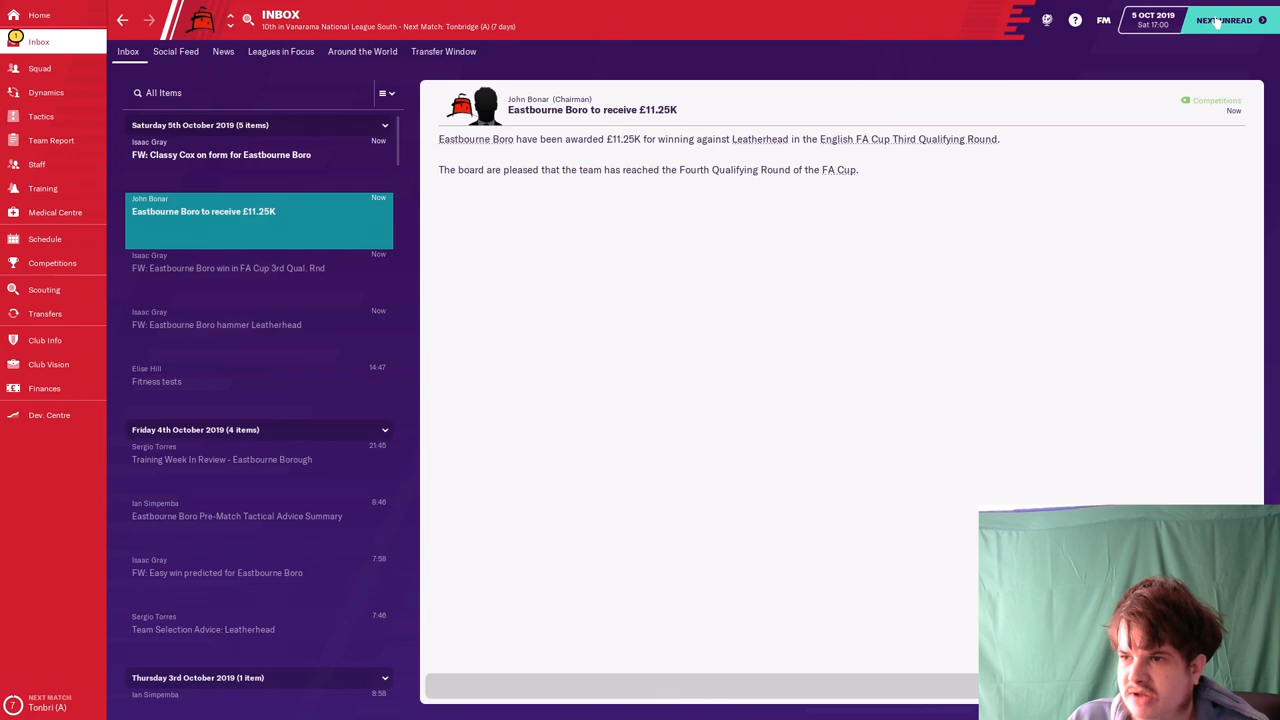 Home
INBOX
10th in Vanarama National League South - Next Match: Tonbridge (A) (7 days)
FM
5 OCT 2019
Sat 17:00
NEXT UNREAD
1
Inbox
Inbox
Social Feed
News
Leagues in Focus
Around the World
Transfer Window
Squad
Dynamics
Tactics
Team Report
Staff
Training
Medical Centre
Schedule
Competitions
Scouting
Transfers
Club Info
Club Vision
Finances
Dev. Centre
NEXT MATCH
7
Tonbri (A)
All Items
Saturday 5th October 2019 (5 items)
Isaac Gray
Now
FW: Classy Cox on form for Eastbourne Boro
John Bonar
Now
Eastbourne Boro to receive £11.25K
Isaac Gray
Now
FW: Eastbourne Boro win in FA Cup 3rd Qual. Rnd
Isaac Gray
Now
FW: Eastbourne Boro hammer Leatherhead
Elise Hill
14:47
Fitness tests
Friday 4th October 2019 (4 items)
Sergio Torres
21:45
Training Week In Review - Eastbourne Borough
Ian Simpemba
8:46
Eastbourne Boro Pre-Match Tactical Advice Summary
Isaac Gray
7:58
FW: Easy win predicted for Eastbourne Boro
Sergio Torres
7:46
Team Selection Advice: Leatherhead
Thursday 3rd October 2019 (1 item)
Ian Simpemba
8:58
John Bonar (Chairman)
Eastbourne Boro to receive £11.25K
Competitions
Now
Eastbourne Boro have been awarded £11.25K for winning against Leatherhead in the English FA Cup Third Qualifying Round.
The board are pleased that the team has reached the Fourth Qualifying Round of the FA Cup.